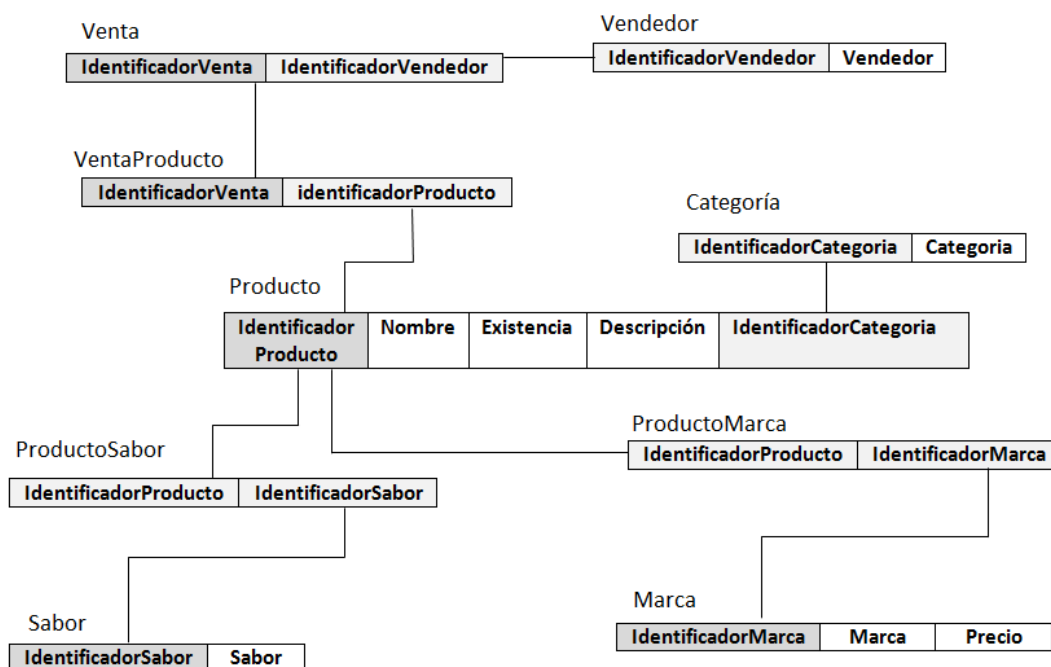 Venta
Vendedor
IdentificadorVenta IdentificadorVendedor
IdentificadorVendedor Vendedor
VentaProducto
IdentificadorVenta identificadorProducto
Categoría
IdentificadorCategoria Categoria
Producto
Identificador Producto Nombre Existencia Descripción IdentificadorCategoria
ProductoMarca
IdentificadorProducto IdentificadorMarca
ProductoSabor
IdentificadorProducto IdentificadorSabor
Marca
IdentificadorMarca Marca Precio
Sabor
IdentificadorSabor Sabor